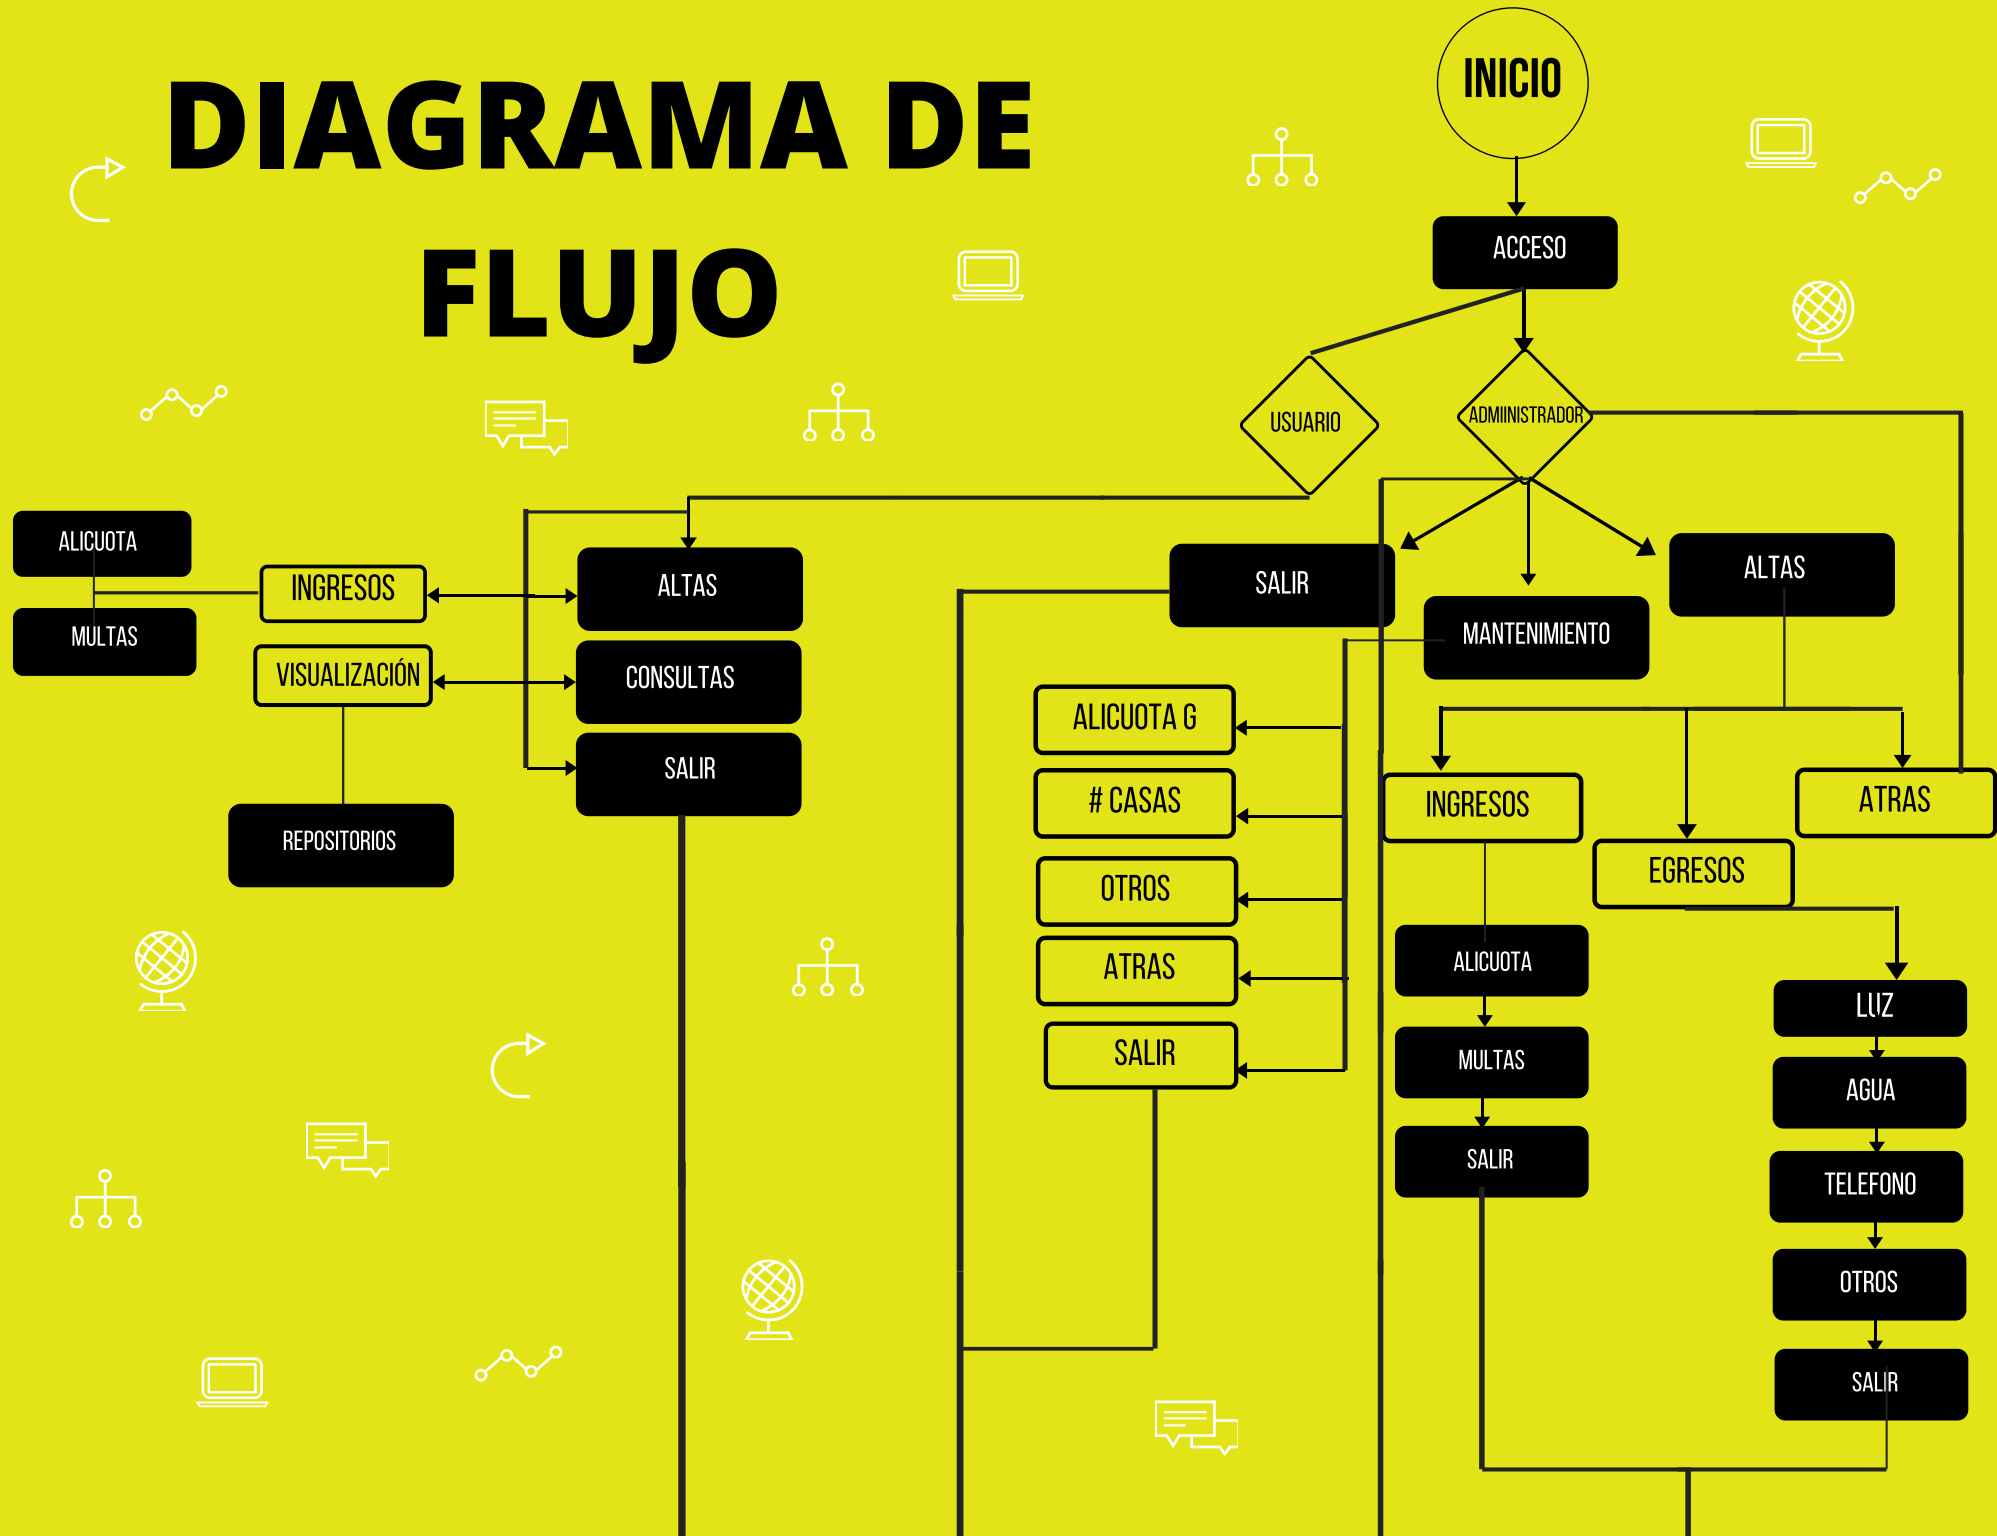 DIAGRAMA DE
FLUJO
INICIO
ACCESO
USUARIO
ADMIINISTRADOR
ALICUOTA
MULTAS
INGRESOS
VISUALIZACIÓN
REPOSITORIOS
ALTAS
CONSULTAS
SALIR
SALIR
MANTENIMIENTO
ALTAS
ALICUOTA G
# CASAS
OTROS
ATRAS
SALIR
INGRESOS
EGRESOS
ATRAS
ALICUOTA
MULTAS
SALIR
LUZ
AGUA
TELEFONO
OTROS
SALIR